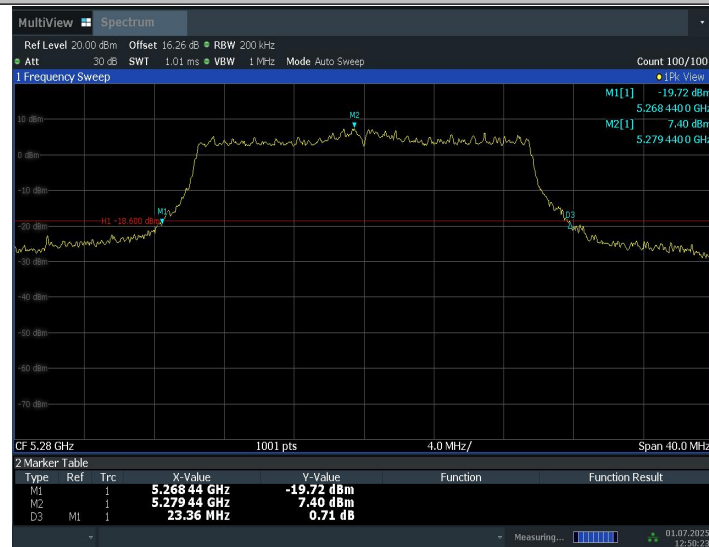 MultiView Spectrum
Ref Level 20.00 dBm Offset 16.26 dB RBW 200 kHz
Att 30 dB SWT 1.01 ms VBW 1 MHz Mode Auto Sweep Count 100/100
1 Frequency Sweep 1Pk View
M1[1] -19.72 dBm
5.268 440 0 GHz
M2[1] 7.40 dBm
5.279 440 0 GHz
M2
10 dBm
0 dBm
-10 dBm
M1
D3
H1 -18.600 dBm
-20 dBm
-30 dBm
-40 dBm
-50 dBm
-60 dBm
-70 dBm
CF 5.28 GHz 1001 pts 4.0 MHz/ Span 40.0 MHz
2 Marker Table
Type Ref Trc X-Value Y-Value Function Function Result
M1 1 5.268 44 GHz -19.72 dBm
M2 1 5.279 44 GHz 7.40 dBm
D3 M1 1 23.36 MHz 0.71 dB
Measuring... 01.07.2025
12:50:23